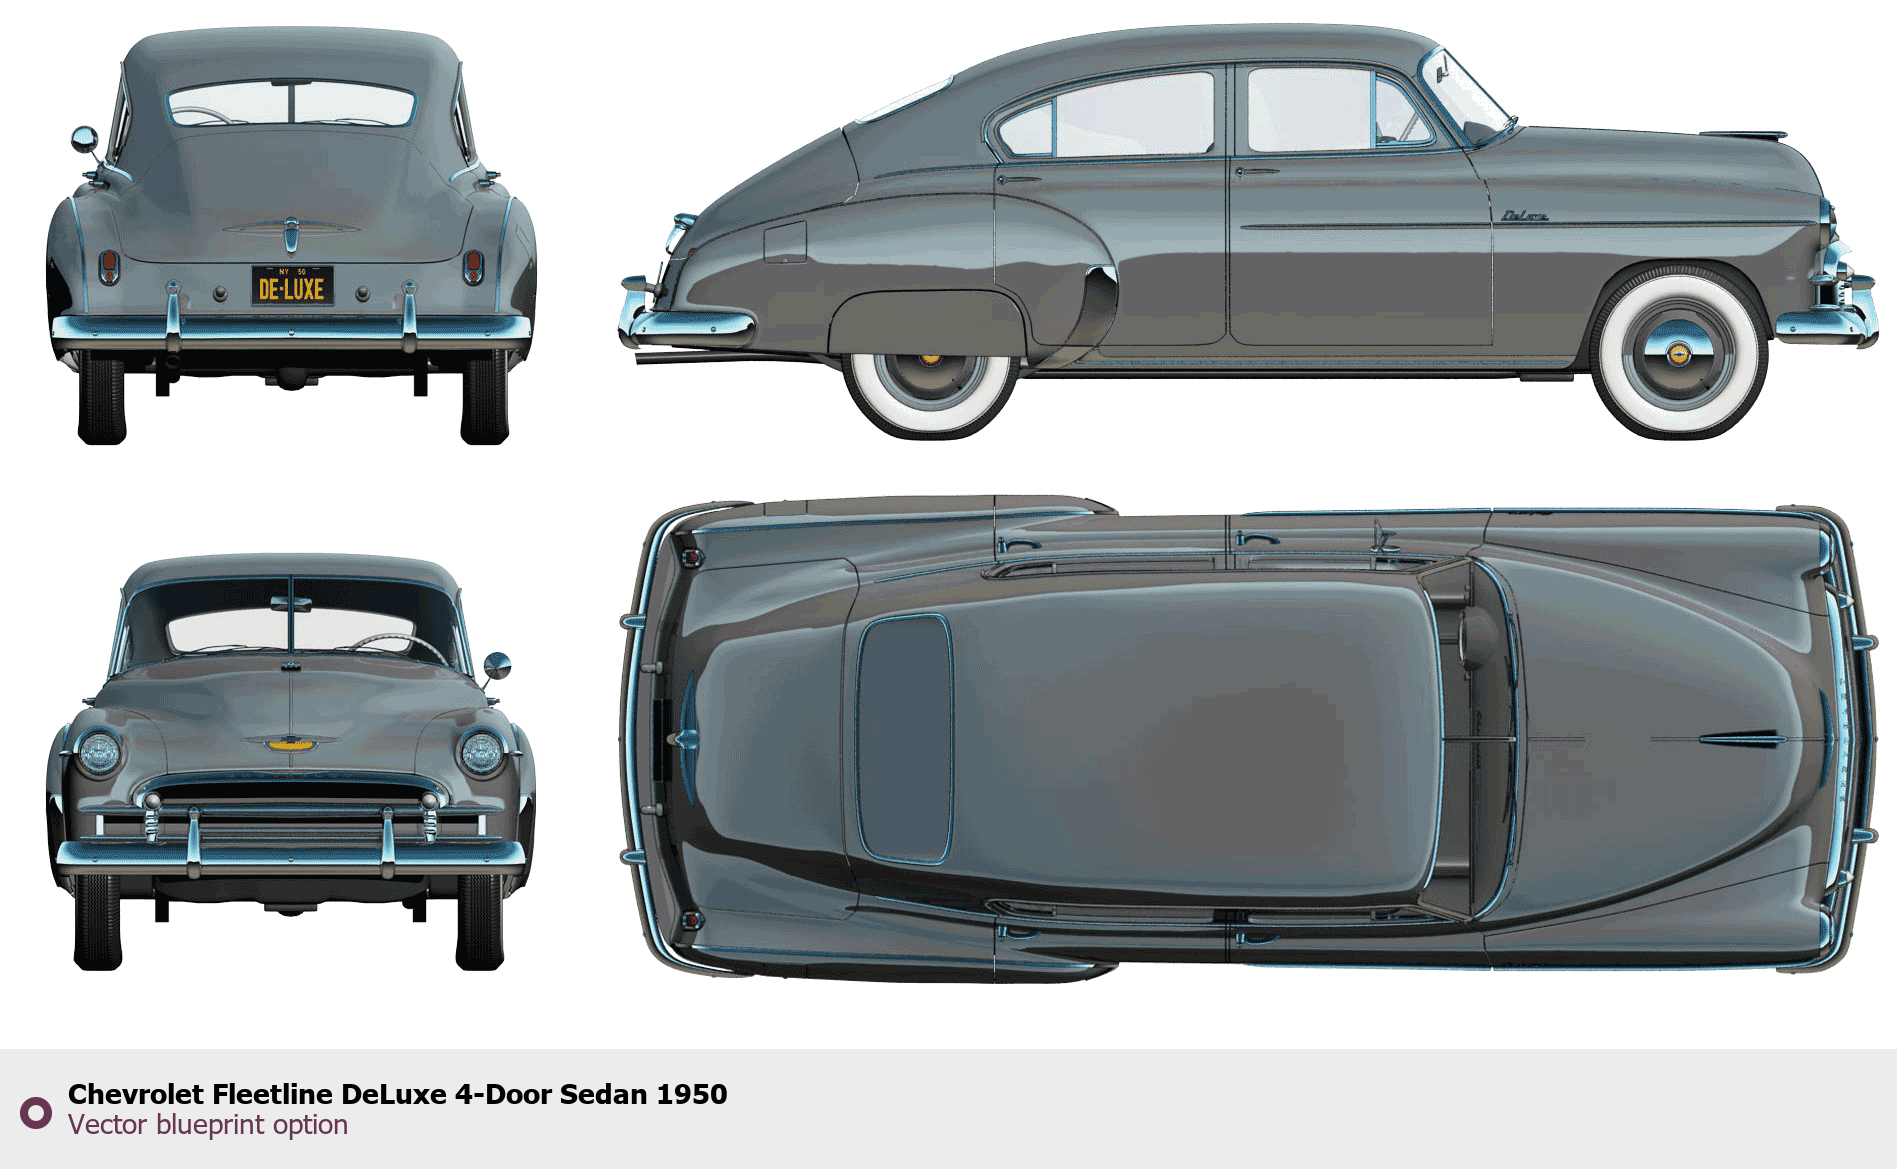 NY 50
DE·LUXE
DeLuxe
Chevrolet Fleetline DeLuxe 4-Door Sedan 1950
Vector blueprint option